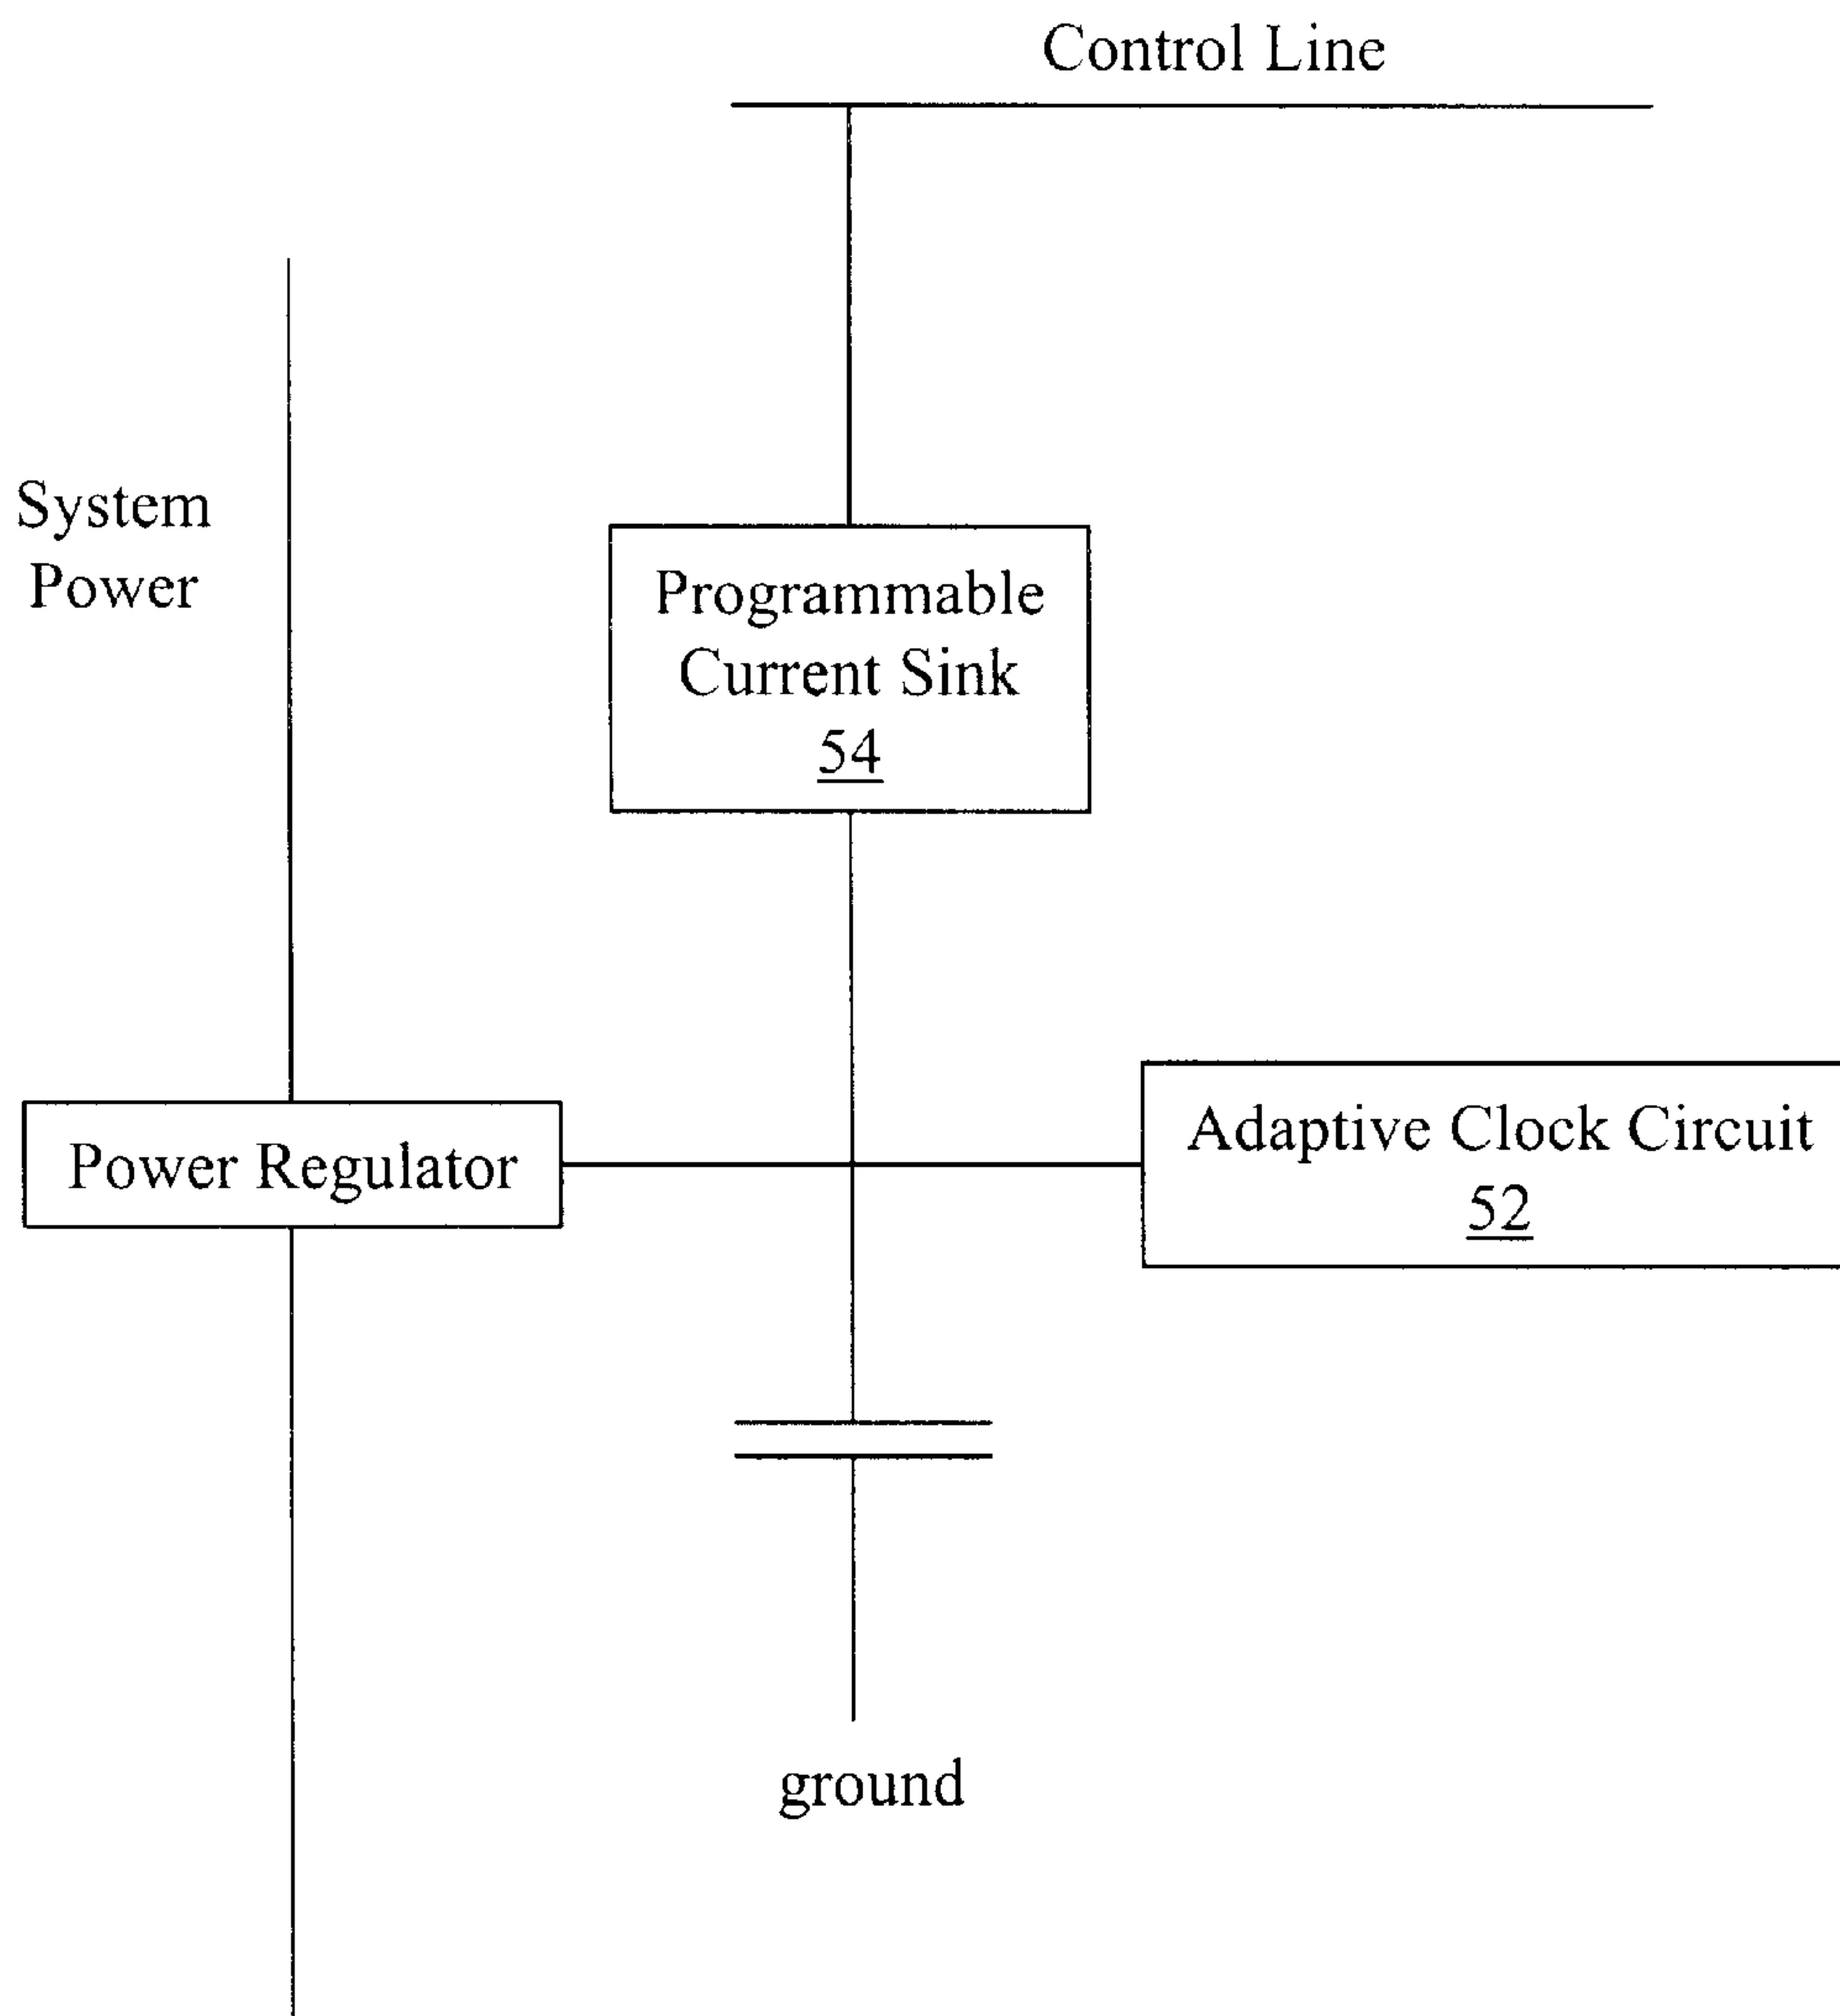 Control Line
System
Power
Programmable
Current Sink
54
Power Regulator
Adaptive Clock Circuit
52
ground